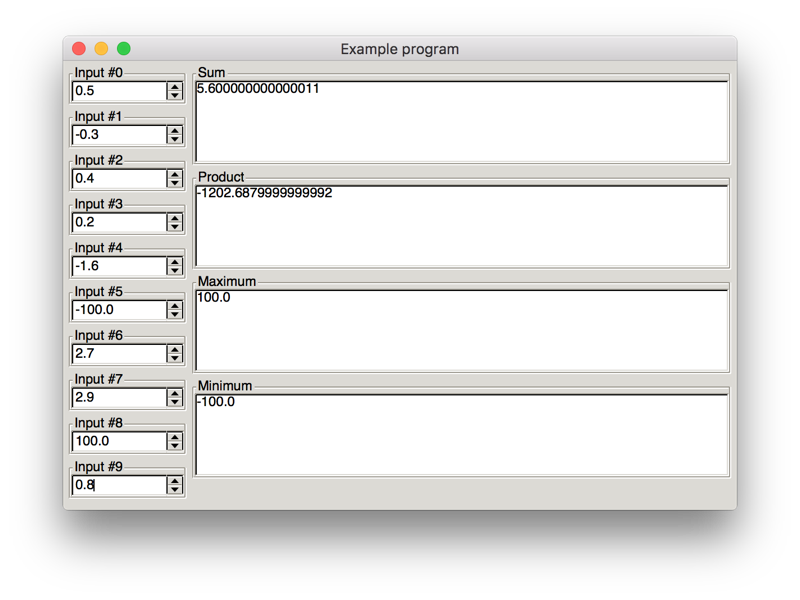 Example program
Input #0
0.5
Input #1
-0.3
Input #2
0.4
Input #3
0.2
Input #4
-1.6
Input #5
-100.0
Input #6
2.7
Input #7
2.9
Input #8
100.0
Input #9
0.8
Sum
5.600000000000011
Product
-1202.6879999999992
Maximum
100.0
Minimum
-100.0